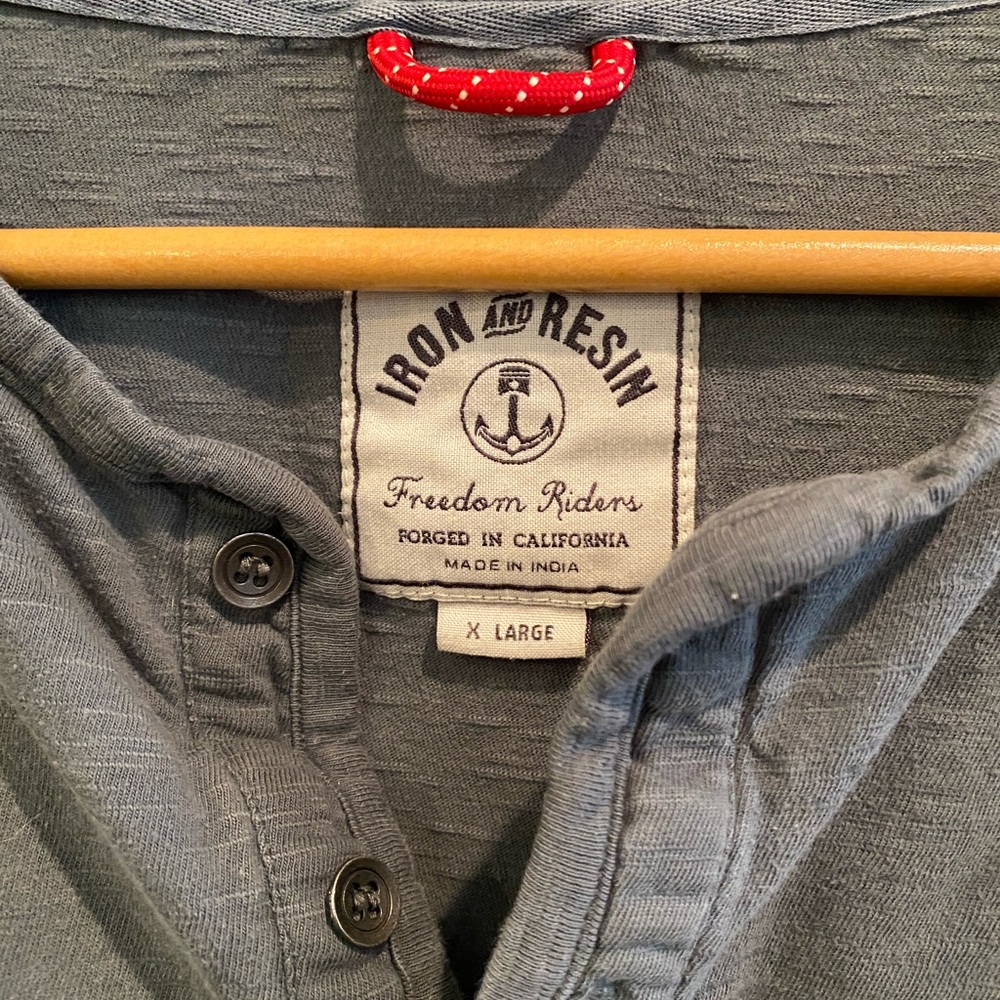 IRON AND RESIN
Freedom Riders
FORGED IN CALIFORNIA
MADE IN INDIA
X LARGE